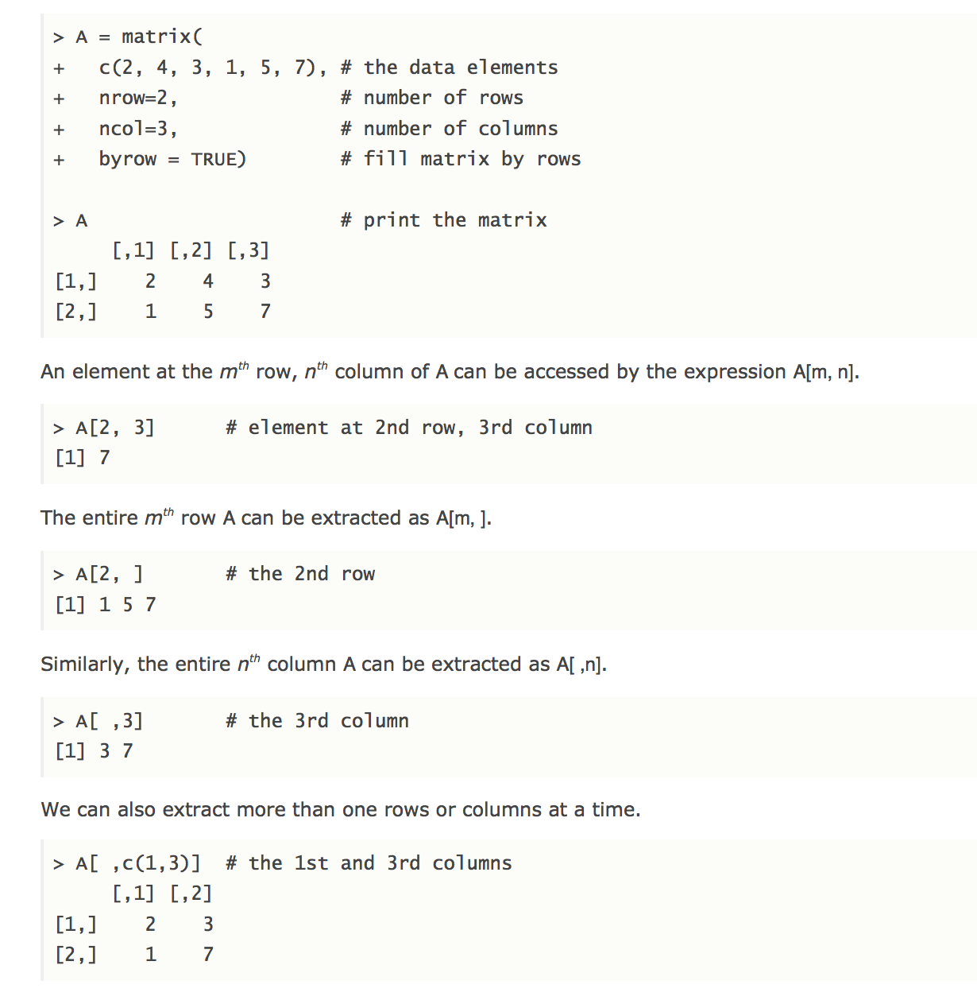 > A = matrix(
+   c(2, 4, 3, 1, 5, 7), # the data elements
+   nrow=2,              # number of rows
+   ncol=3,              # number of columns
+   byrow = TRUE)        # fill matrix by rows
> A                      # print the matrix
     [,1] [,2] [,3]
[1,]    2    4    3
[2,]    1    5    7
An element at the mth row, nth column of A can be accessed by the expression A[m, n].
> A[2, 3]      # element at 2nd row, 3rd column
[1] 7
The entire mth row A can be extracted as A[m, ].
> A[2, ]       # the 2nd row
[1] 1 5 7
Similarly, the entire nth column A can be extracted as A[ ,n].
> A[ ,3]       # the 3rd column
[1] 3 7
We can also extract more than one rows or columns at a time.
> A[ ,c(1,3)]  # the 1st and 3rd columns
     [,1] [,2]
[1,]    2    3
[2,]    1    7